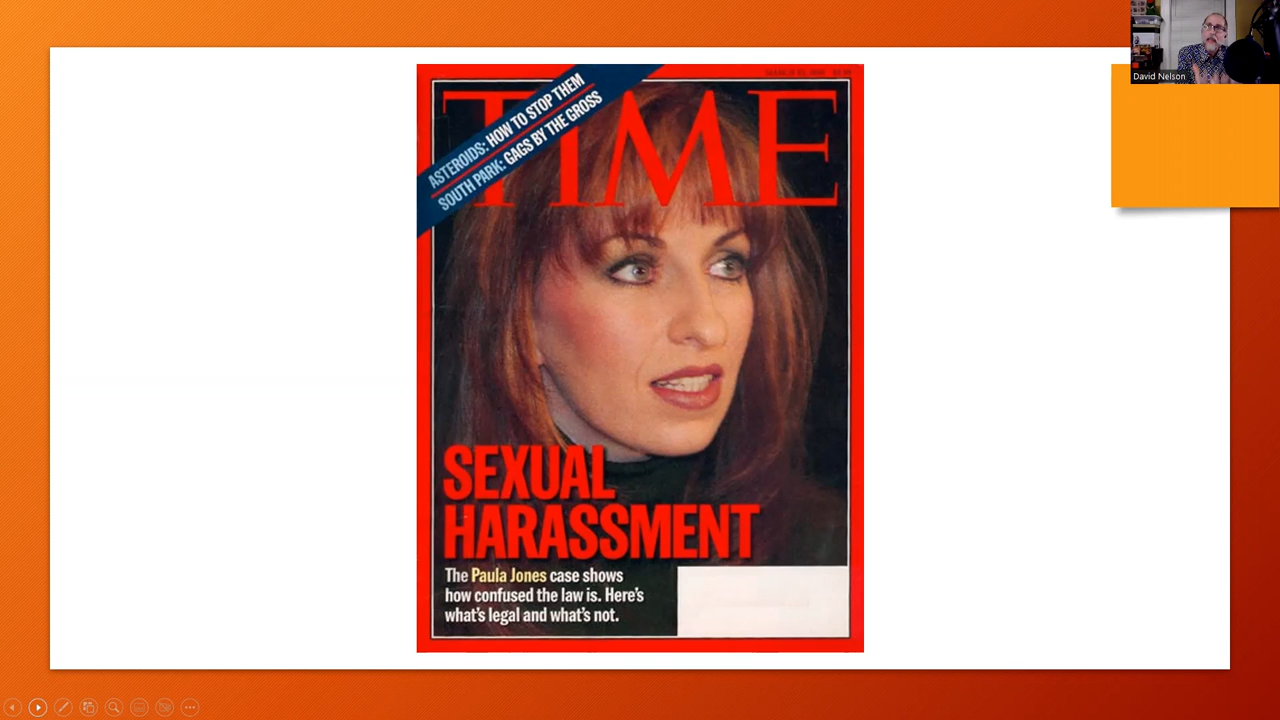 David Nelson
TIME
ASTEROIDS: HOW TO STOP THEM
SOUTH PARK: GAGS BY THE GROSS
SEXUAL
HARASSMENT
The Paula Jones case shows
how confused the law is. Here's
what's legal and what's not.